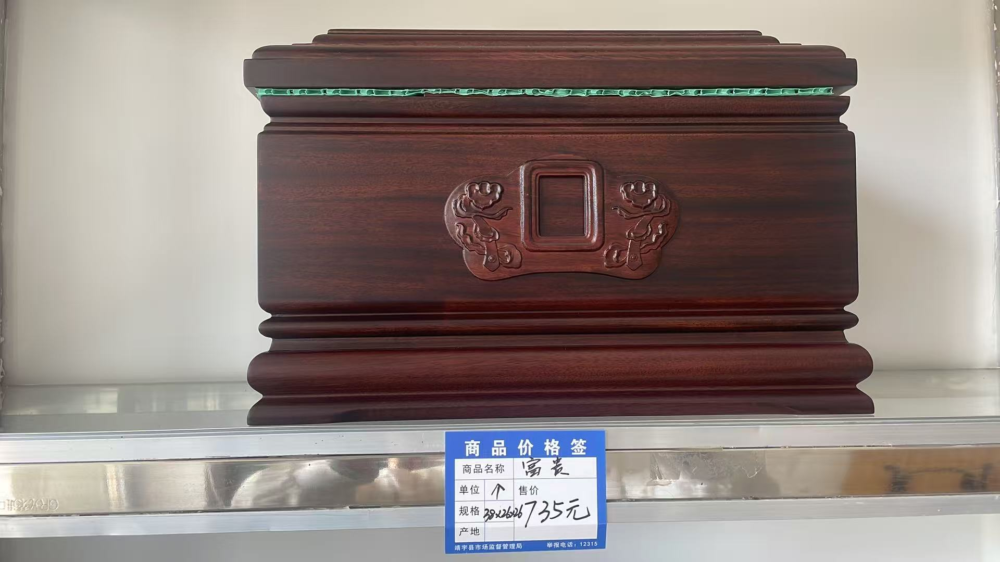 商品价格签
商品名称 富贵
单位 个 售价
规格 38x26x26 735元
产地
靖宇县市场监督管理局 举报电话：12315